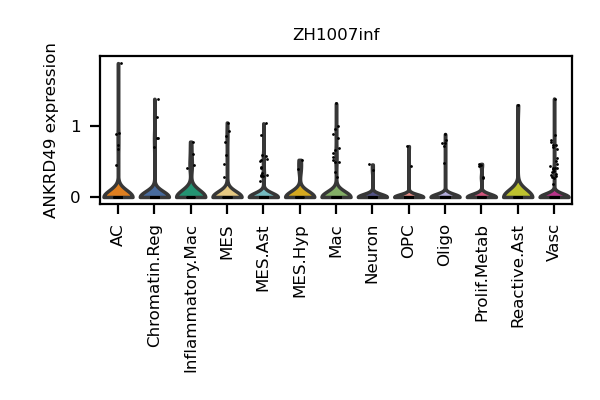 ZH1007inf
ANKRD49 expression
1
0
AC
Chromatin.Reg
Inflammatory.Mac
MES
MES.Ast
MES.Hyp
Mac
Neuron
OPC
Oligo
Prolif.Metab
Reactive.Ast
Vasc